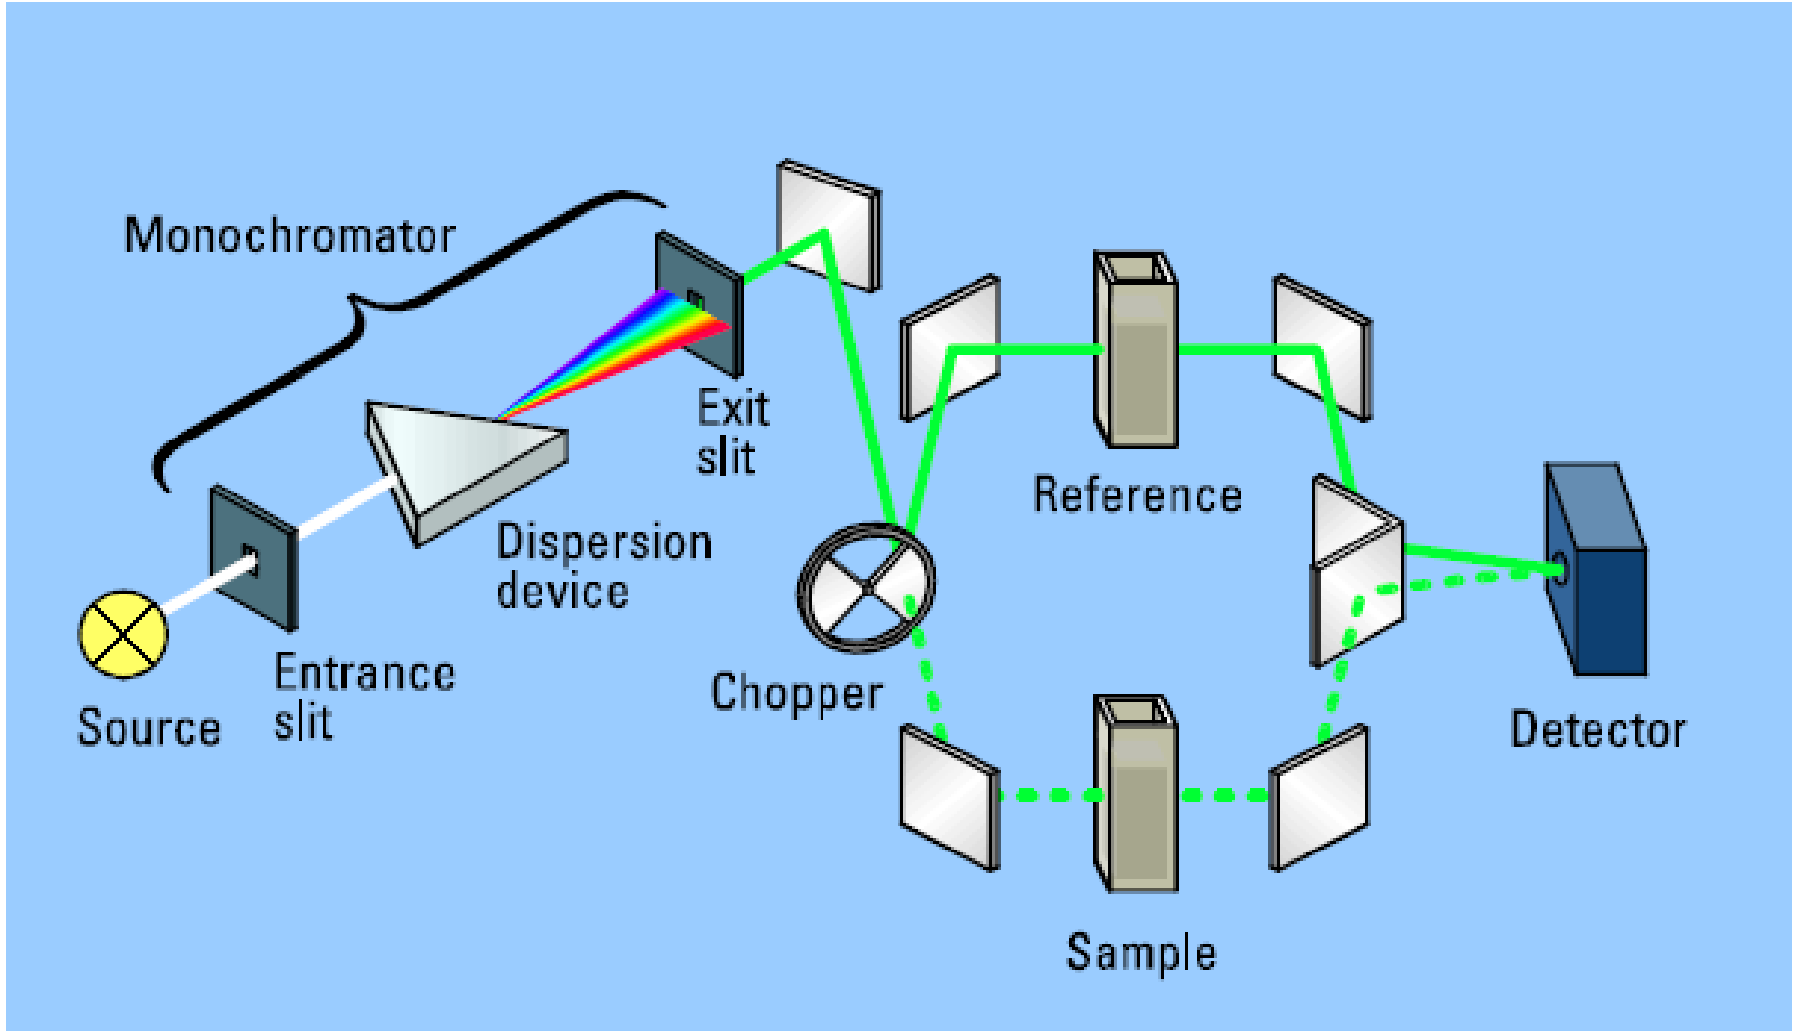 Monochromator
Exit
slit
Reference
Dispersion
device
Entrance
slit
Source
Chopper
Detector
Sample